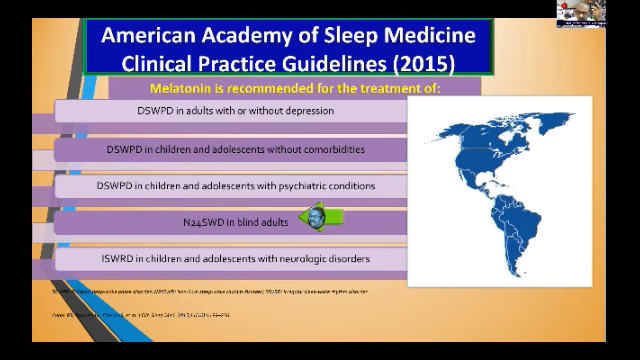 American Academy of Sleep Medicine
Clinical Practice Guidelines (2015)
Melatonin is recommended for the treatment of:
DSWPD in adults with or without depression
DSWPD in children and adolescents without comorbidities
DSWPD in children and adolescents with psychiatric conditions
N24SWD in blind adults
ISWRD in children and adolescents with neurologic disorders